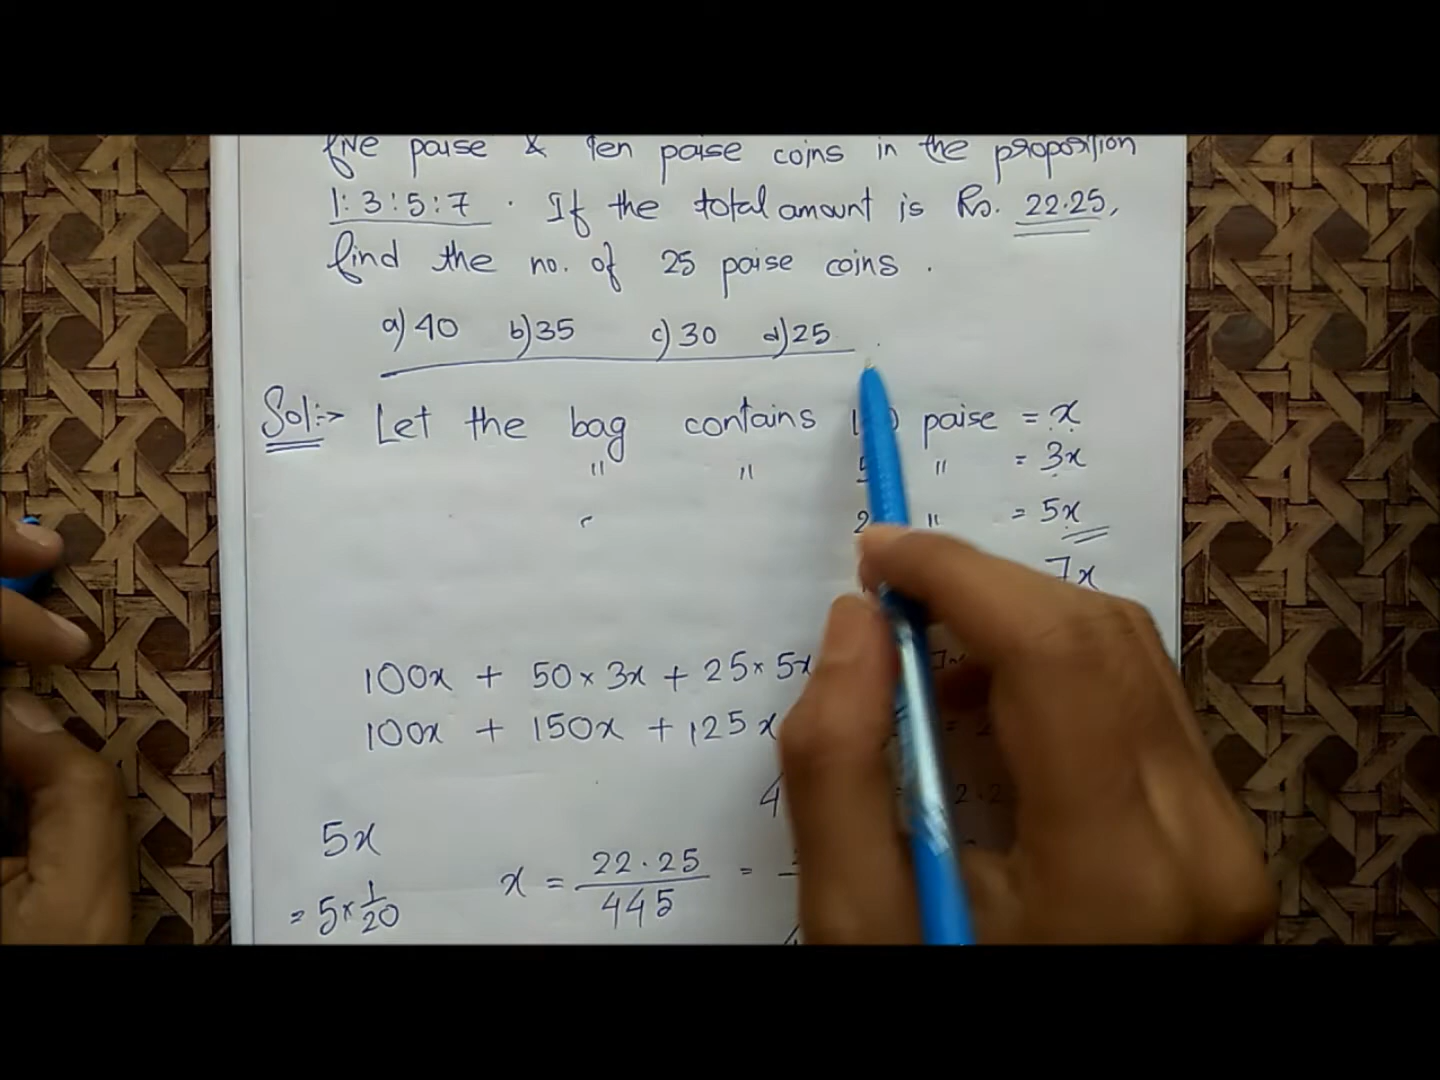 five paise & Ten paise coins in the proportion
1:3:5:7 . If the total amount is Rs. 22.25,
find the no. of 25 paise coins .
a) 40 b) 35 c) 30 d) 25
Sol:-> Let the bag contains paise = x
" " " = 3x
" = 5x
7x
100x + 50 × 3x + 25 × 5x
100x + 150x + 125x
5x
x = 22.25 / 445 =
= 5 × 1/20